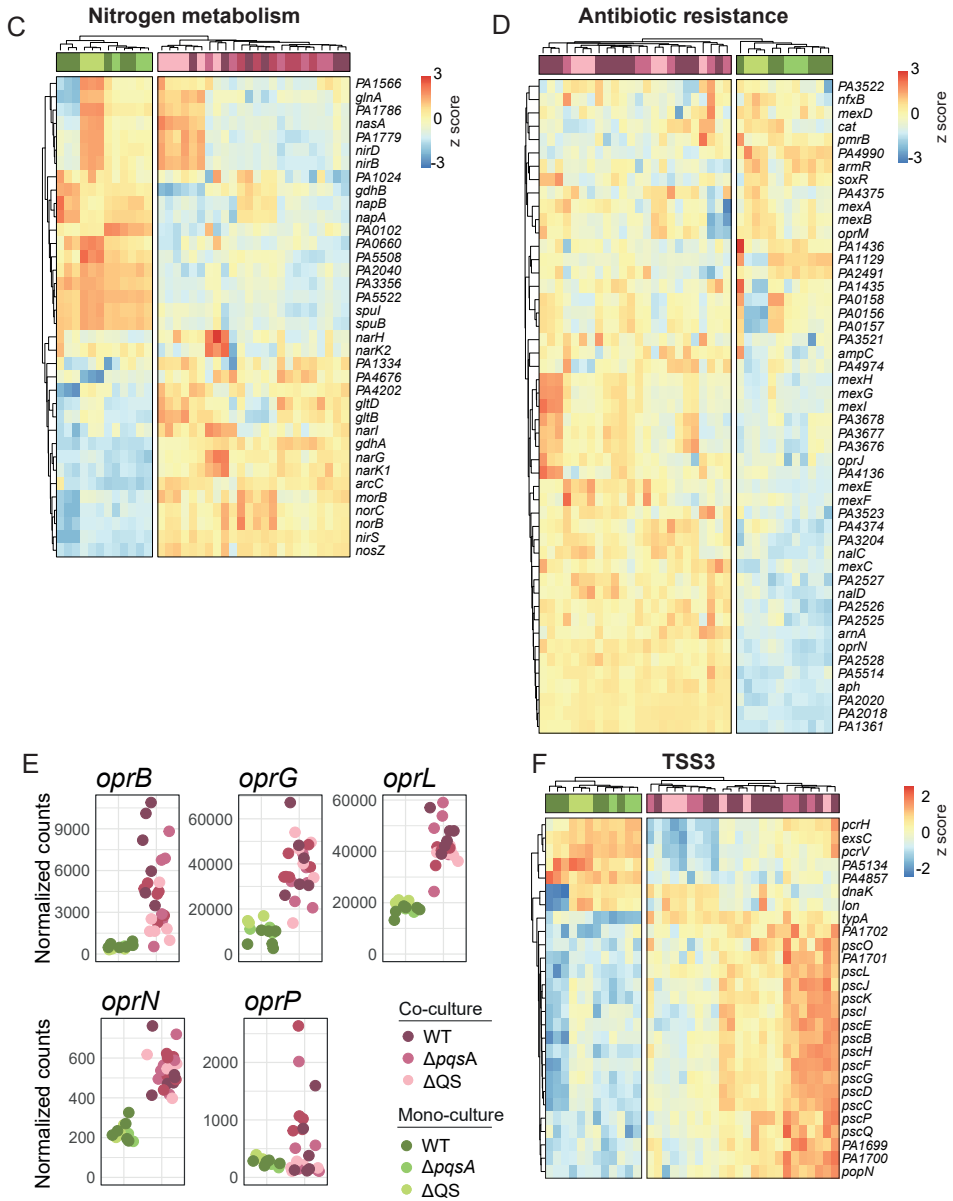 C
Nitrogen metabolism
3
0
-3
z score
PA1566
glnA
PA1786
nasA
PA1779
nirD
nirB
PA1024
gdhB
napB
napA
PA0102
PA0660
PA5508
PA2040
PA3356
PA5522
spuI
spuB
narH
narK2
PA1334
PA4676
PA4202
gltD
gltB
narI
gdhA
narG
narK1
arcC
morB
norC
norB
nirS
nosZ
D
Antibiotic resistance
3
0
-3
z score
PA3522
nfxB
mexD
cat
pmrB
PA4990
armR
soxR
PA4375
mexA
mexB
oprM
PA1436
PA1129
PA2491
PA1435
PA0158
PA0156
PA0157
PA3521
ampC
PA4974
mexH
mexG
mexI
PA3678
PA3677
PA3676
oprJ
PA4136
mexE
mexF
PA3523
PA4374
PA3204
nalC
mexC
PA2527
nalD
PA2526
PA2525
arnA
oprN
PA2528
PA5514
aph
PA2020
PA2018
PA1361
E
oprB
oprG
oprL
Normalized counts
9000
6000
3000
0
60000
40000
20000
0
60000
40000
20000
0
oprN
oprP
Normalized counts
600
400
200
0
2000
1000
0
Co-culture
WT
ΔpqsA
ΔQS
Mono-culture
WT
ΔpqsA
ΔQS
F
TSS3
2
0
-2
z score
pcrH
exsC
pcrV
PA5134
PA4857
dnaK
lon
typA
PA1702
pscO
PA1701
pscL
pscJ
pscK
pscI
pscE
pscB
pscH
pscF
pscG
pscD
pscC
pscP
pscQ
PA1699
PA1700
popN